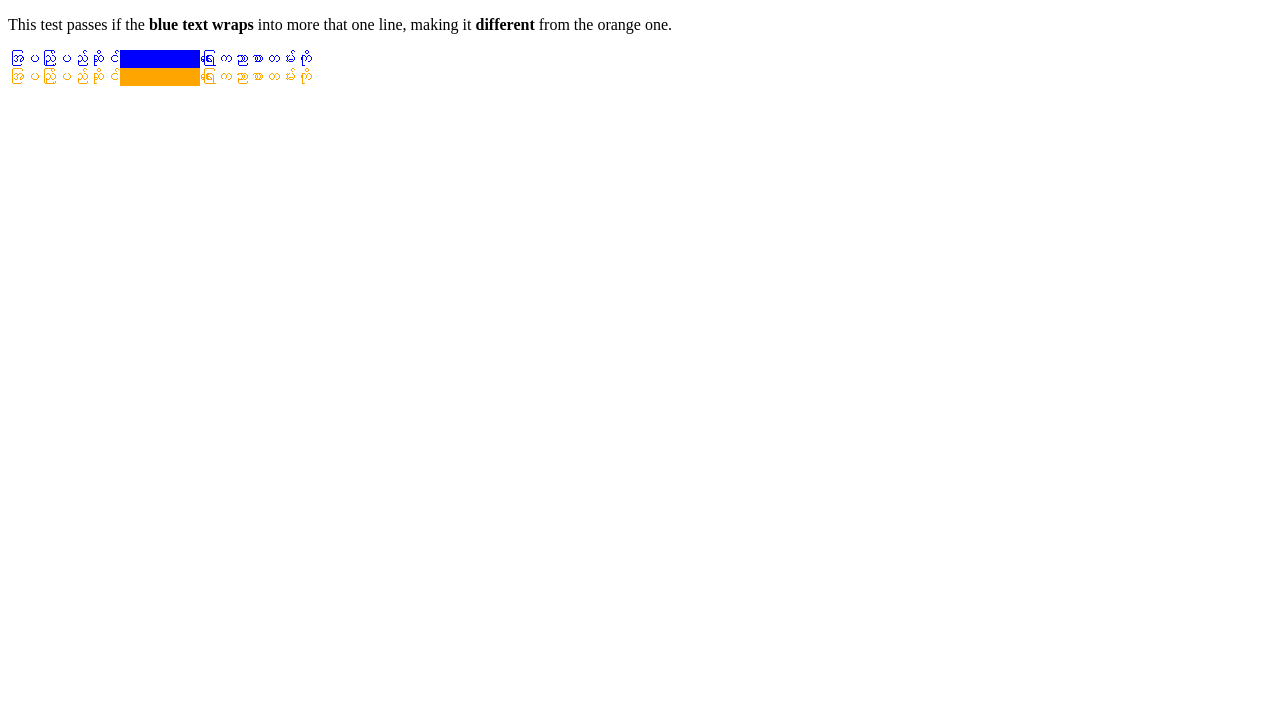 This test passes if the blue text wraps into more that one line, making it different from the orange one.
အပြည်ပြည်ဆိုင် ရေးကြေညာစာတမ်းကို
အပြည်ပြည်ဆိုင် ရေးကြေညာစာတမ်းကို